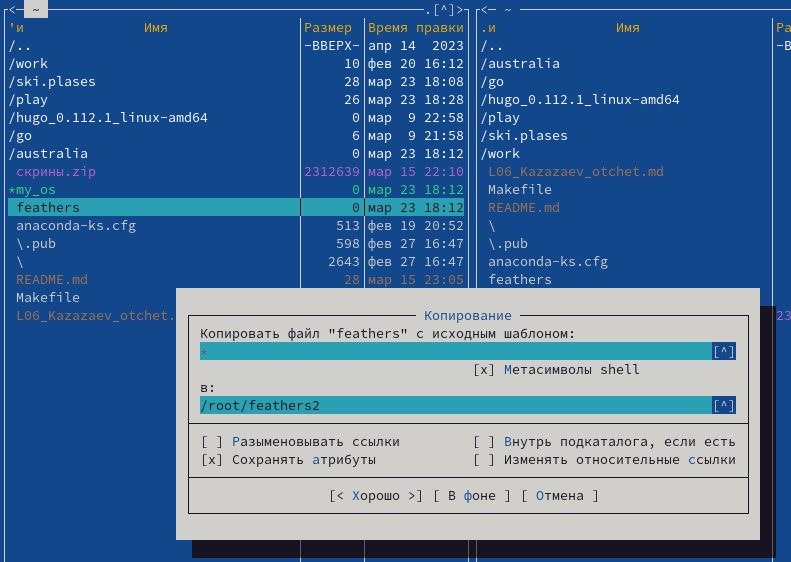 <- ~ .[^]> <- ~
'и Имя Размер Время правки .и Имя Ра
/.. -ВВЕРХ- апр 14 2023 /.. -В
/work 10 фев 20 16:12 /australia
/ski.plases 28 мар 23 18:08 /go
/play 26 мар 23 18:28 /hugo_0.112.1_linux-amd64
/hugo_0.112.1_linux-amd64 0 мар 9 22:58 /play
/go 6 мар 9 21:58 /ski.plases
/australia 0 мар 23 18:12 /work
скрины.zip 2312639 мар 15 22:10 L06_Kazazaev_otchet.md
*my_os 0 мар 23 18:12 Makefile
feathers 0 мар 23 18:12 README.md
anaconda-ks.cfg 513 фев 19 20:52 \
\.pub 598 фев 27 16:47 \.pub
\ 2643 фев 27 16:47 anaconda-ks.cfg
README.md 28 мар 15 23:05 feathers
Makefile
L06_Kazazaev_otchet. 23
Копирование
Копировать файл "feathers" с исходным шаблоном:
* [^]
[x] Метасимволы shell
в:
/root/feathers2 [^]
[ ] Разыменовывать ссылки [ ] Внутрь подкаталога, если есть
[x] Сохранять атрибуты [ ] Изменять относительные ссылки
[< Хорошо >] [ В фоне ] [ Отмена ]